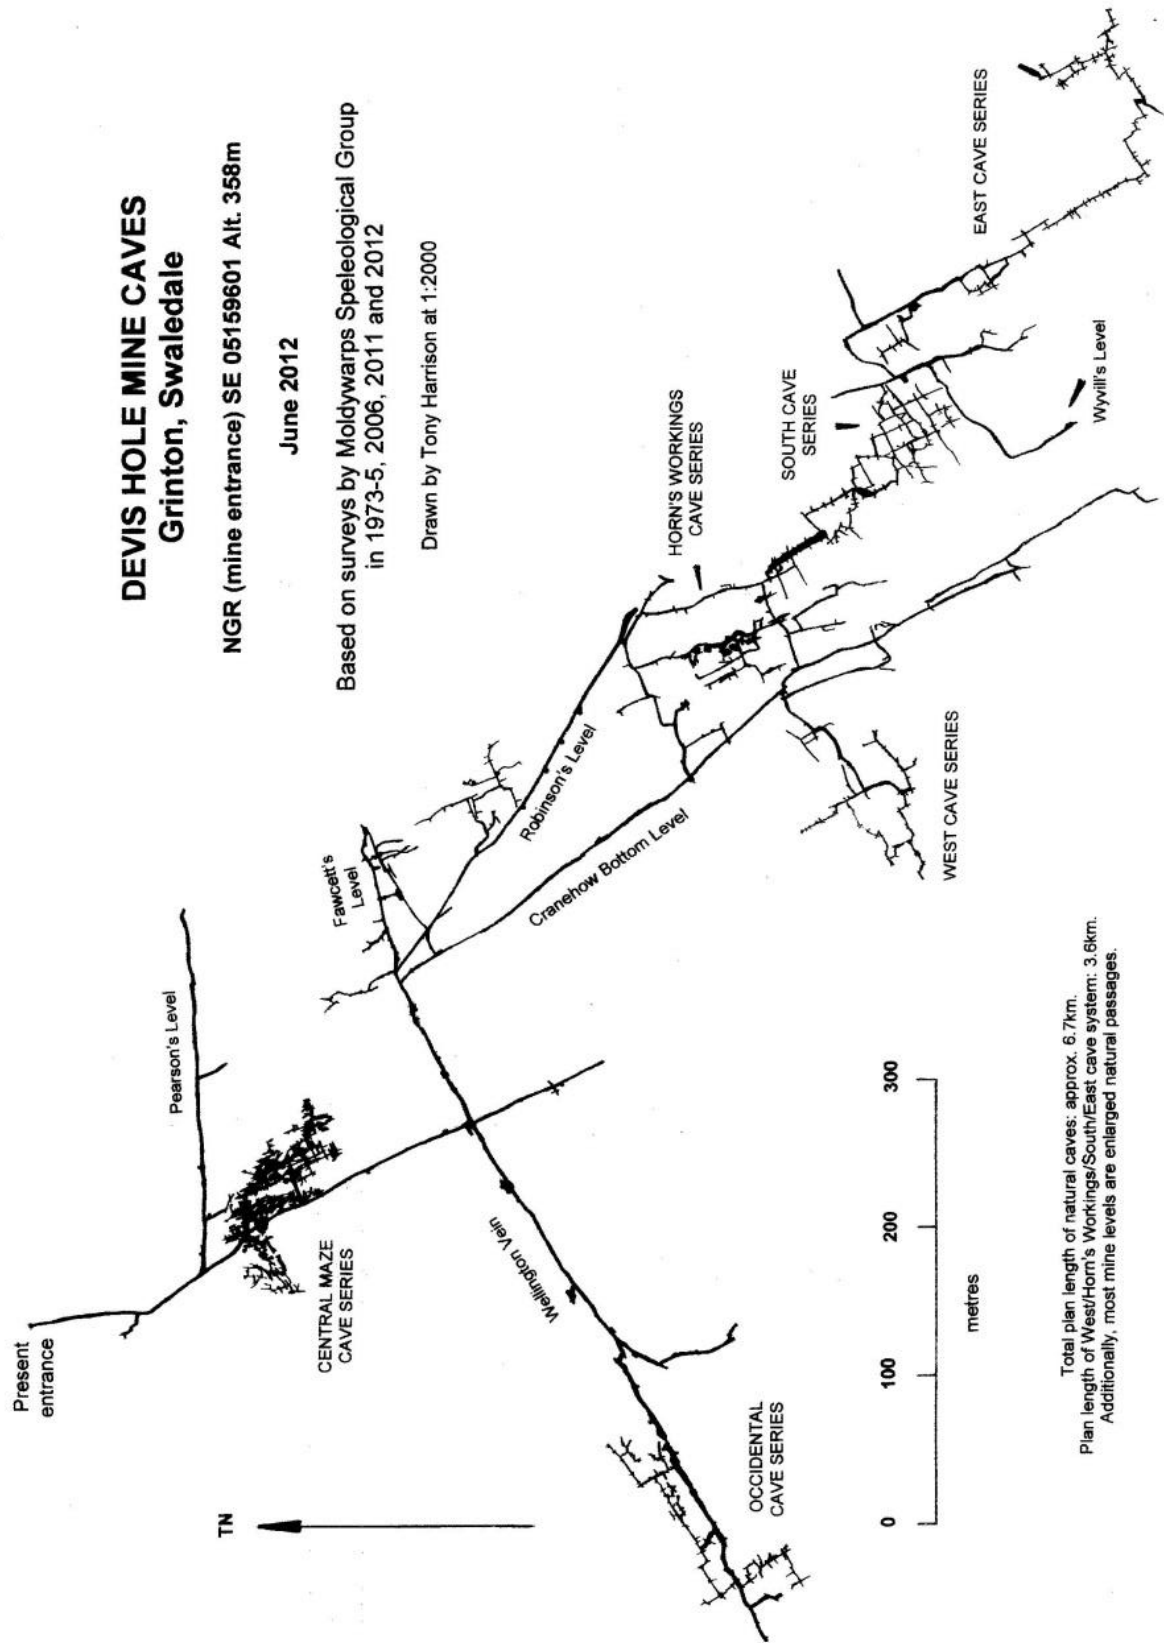 DEVIS HOLE MINE CAVES
Grinton, Swaledale
NGR (mine entrance) SE 05159601 Alt. 358m
June 2012
Based on surveys by Moldywarps Speleological Group
in 1973-5, 2006, 2011 and 2012
Drawn by Tony Harrison at 1:2000
Present
entrance
Pearson's Level
CENTRAL MAZE
CAVE SERIES
TN
Fawcett's
Level
Robinson's Level
Cranehow Bottom Level
Wellington Vein
OCCIDENTAL
CAVE SERIES
HORN'S WORKINGS
CAVE SERIES
SOUTH CAVE
SERIES
EAST CAVE SERIES
Wyvill's Level
WEST CAVE SERIES
0 100 200 300
metres
Total plan length of natural caves: approx. 6.7km.
Plan length of West/Horn's Workings/South/East cave system: 3.6km.
Additionally, most mine levels are enlarged natural passages.